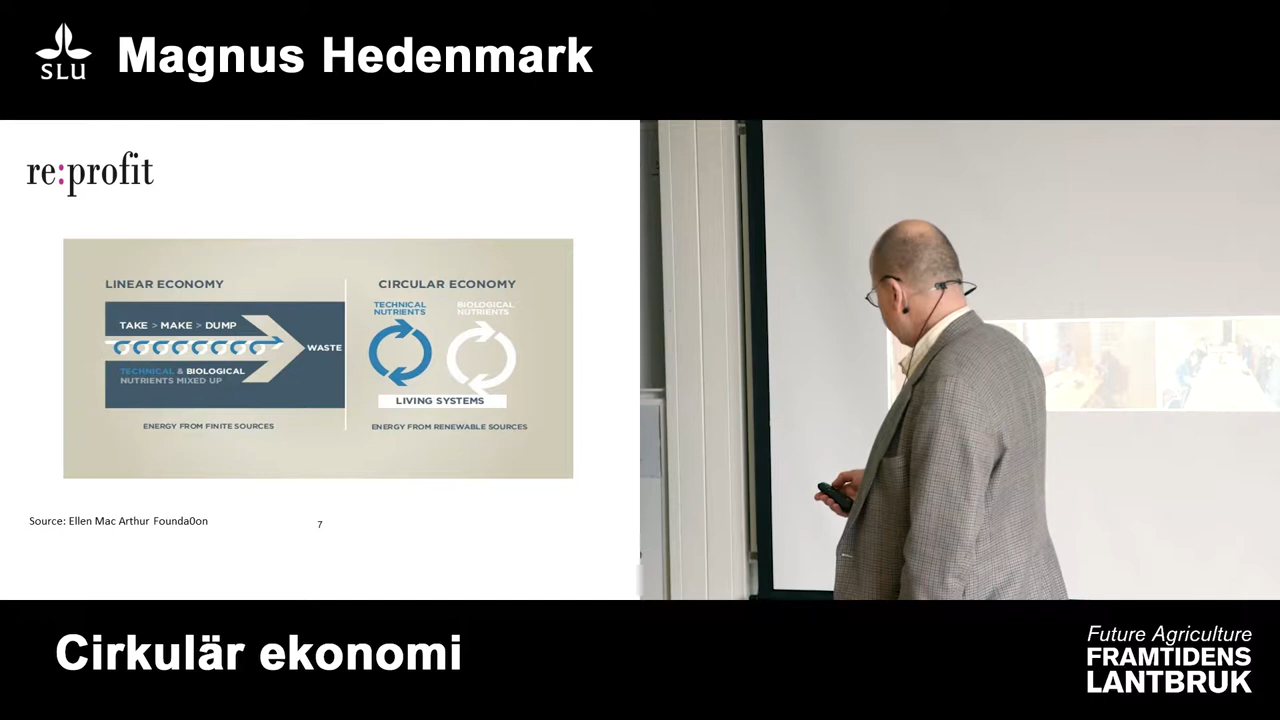 SLU
Magnus Hedenmark
re:profit
LINEAR ECONOMY
TAKE > MAKE > DUMP
WASTE
TECHNICAL & BIOLOGICAL
NUTRIENTS MIXED UP
ENERGY FROM FINITE SOURCES
CIRCULAR ECONOMY
TECHNICAL
NUTRIENTS
BIOLOGICAL
NUTRIENTS
LIVING SYSTEMS
ENERGY FROM RENEWABLE SOURCES
Source: Ellen Mac Arthur Founda0on
7
Cirkulär ekonomi
Future Agriculture
FRAMTIDENS
LANTBRUK